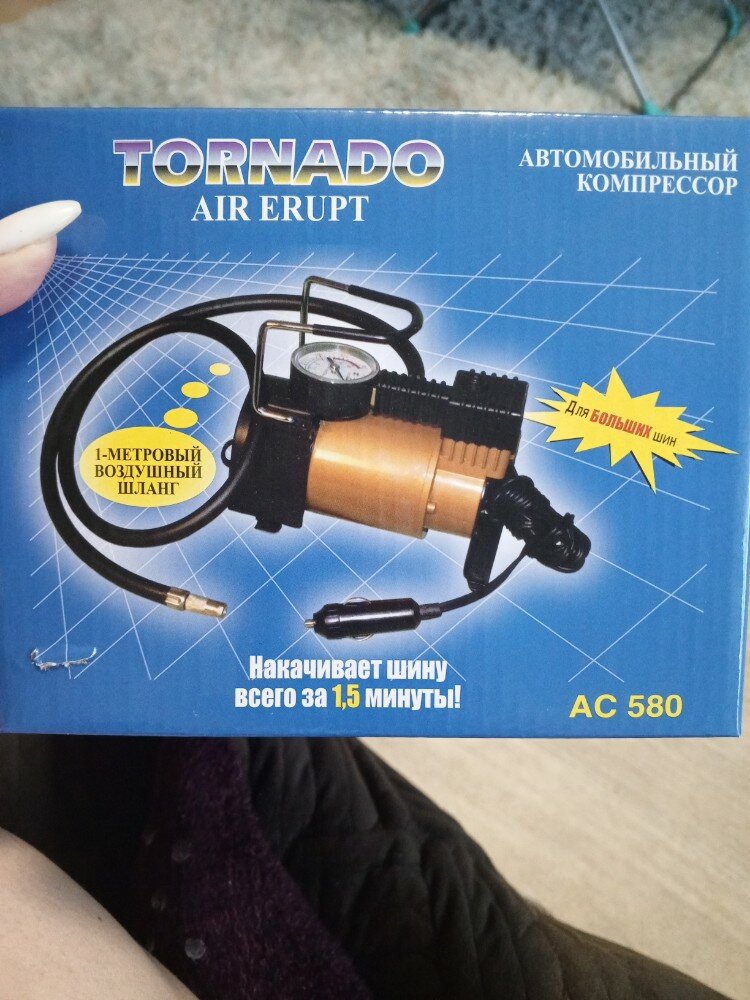 TORNADO
AIR ERUPT
АВТОМОБИЛЬНЫЙ
КОМПРЕССОР
1-МЕТРОВЫЙ
ВОЗДУШНЫЙ
ШЛАНГ
Для БОЛЬШИХ шин
Накачивает шину
всего за 1,5 минуты!
AC 580